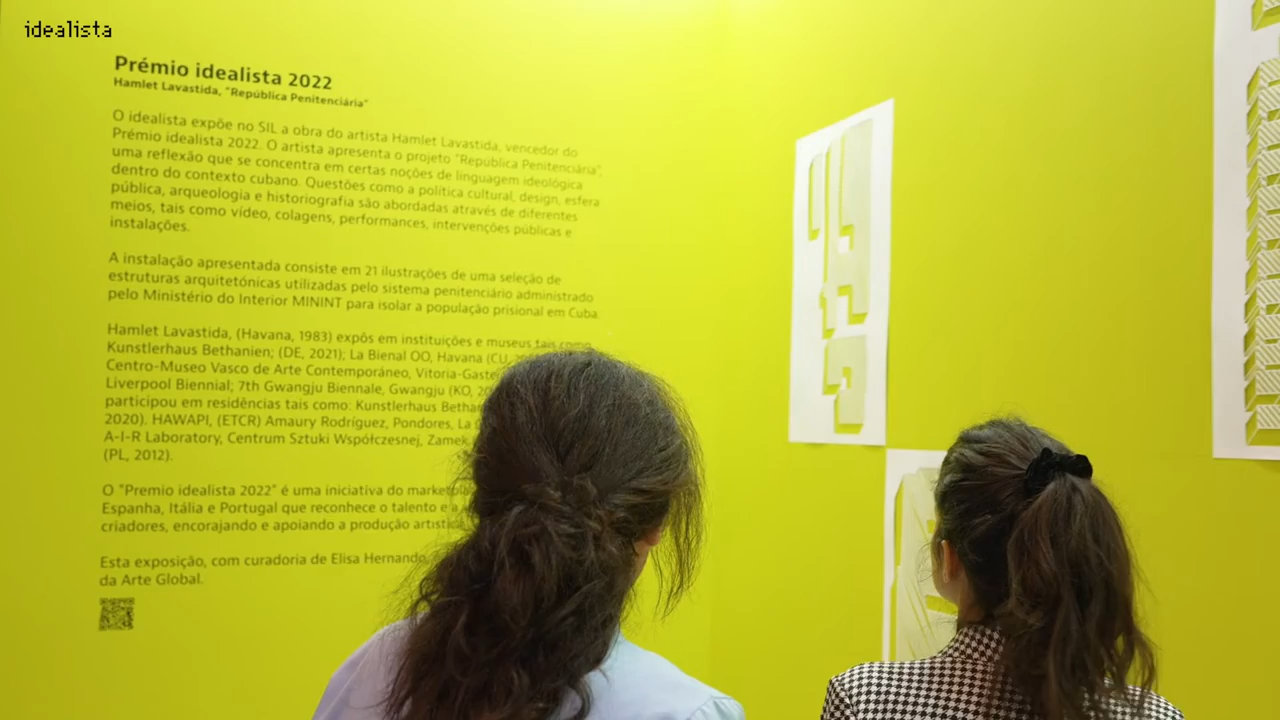 idealista
Prémio idealista 2022
Hamlet Lavastida, "República Penitenciária"
O idealista expõe no SIL a obra do artista Hamlet Lavastida, vencedor do
Prémio idealista 2022. O artista apresenta o projeto "República Penitenciária",
uma reflexão que se concentra em certas noções de linguagem ideológica
dentro do contexto cubano. Questões como a política cultural, design, esfera
pública, arqueologia e historiografia são abordadas através de diferentes
meios, tais como vídeo, colagens, performances, intervenções públicas e
instalações.
A instalação apresentada consiste em 21 ilustrações de uma seleção de
estruturas arquitetónicas utilizadas pelo sistema penitenciário administrado
pelo Ministério do Interior MININT para isolar a população prisional em Cuba.
Hamlet Lavastida, (Havana, 1983) expôs em instituições e museus tais como
Kunstlerhaus Bethanien; (DE, 2021); La Bienal OO, Havana (CU,
Centro-Museo Vasco de Arte Contemporáneo,
Liverpool Biennial; 7th Gwangju Biennale, Gwangju (KO,
participou em residências tais como: Kunstlerhaus
2020). HAWAPI, (ETCR) Amaury Rodríguez, Pondores, La
A-I-R Laboratory, Centrum Sztuki Współczesnej, Zamek
(PL, 2012).
O "Premio idealista 2022" é uma iniciativa do
Espanha, Itália e Portugal que reconhece o talento e
criadores, encorajando e apoiando a produção
Esta exposição, com curadoria de Elisa Hernando
da Arte Global.